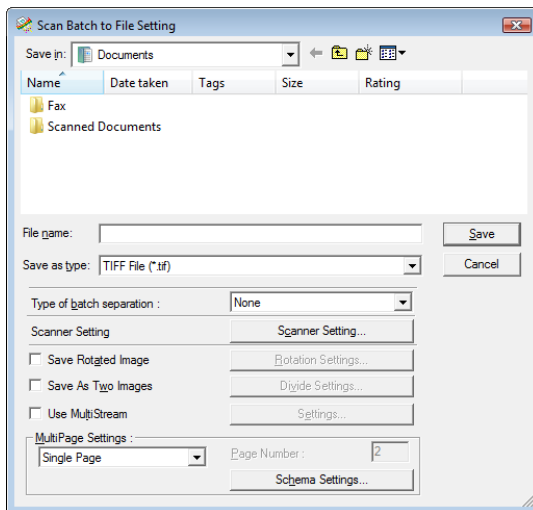 Scan Batch to File Setting
Save in: Documents
Name Date taken Tags Size Rating
Fax
Scanned Documents
File name: Save
Save as type: TIFF File (*.tif) Cancel
Type of batch separation : None
Scanner Setting Scanner Setting...
Save Rotated Image Rotation Settings...
Save As Two Images Divide Settings...
Use MultiStream Settings...
MultiPage Settings :
Single Page Page Number : 2
Schema Settings...